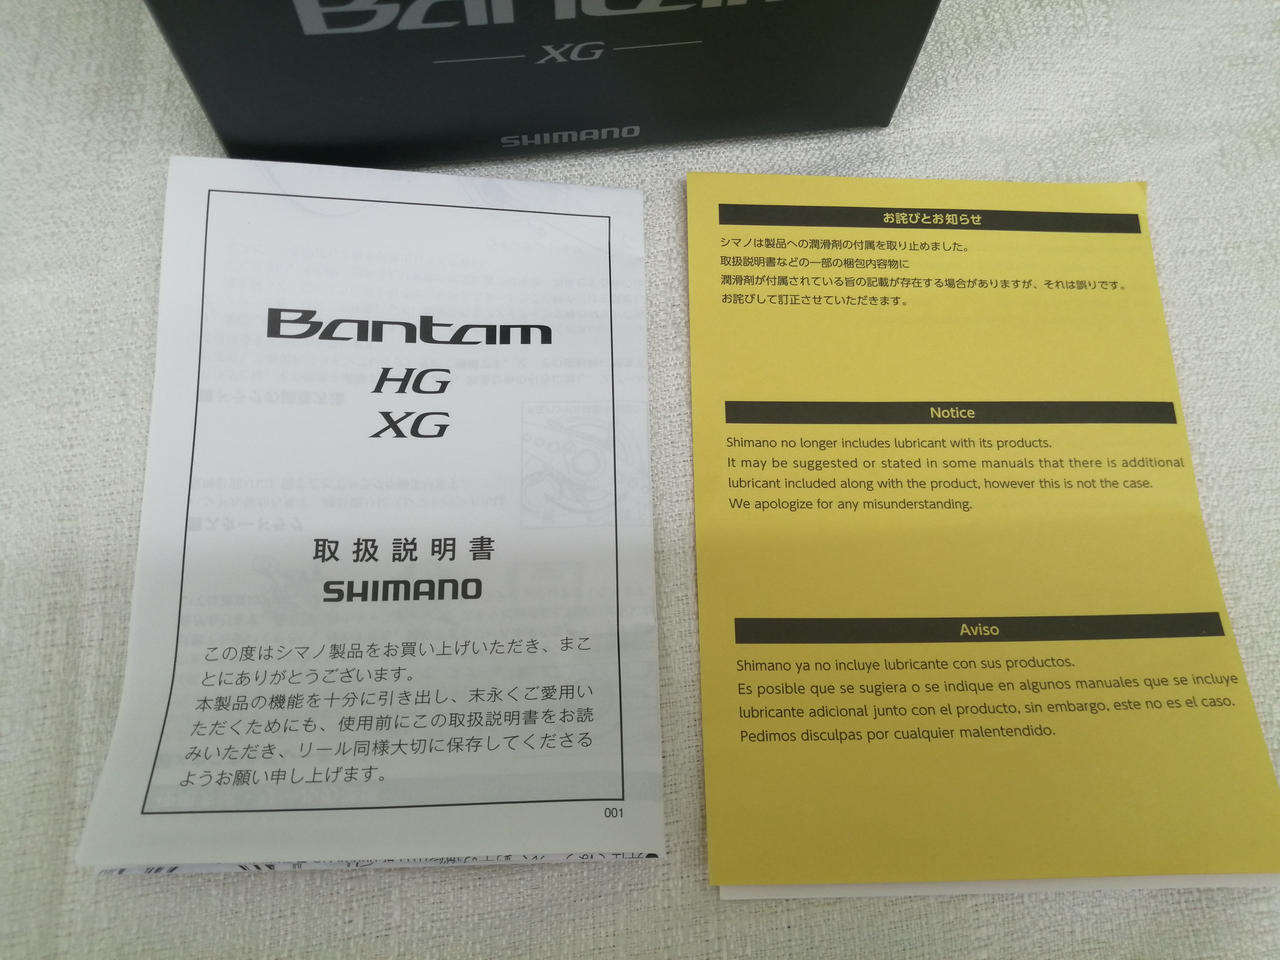 Bantam
XG
SHIMANO
Bantam
HG
XG
取扱説明書
SHIMANO
この度はシマノ製品をお買い上げいただき、まこ
とにありがとうございます。
本製品の機能を十分に引き出し、末永くご愛用い
ただくためにも、使用前にこの取扱説明書をお読
みいただき、リール同様大切に保存してくださる
ようお願い申し上げます。
001
お詫びとお知らせ
シマノは製品への潤滑剤の付属を取り止めました。
取扱説明書などの一部の梱包内容物に
潤滑剤が付属されている旨の記載が存在する場合がありますが、それは誤りです。
お詫びして訂正させていただきます。
Notice
Shimano no longer includes lubricant with its products.
It may be suggested or stated in some manuals that there is additional
lubricant included along with the product, however this is not the case.
We apologize for any misunderstanding.
Aviso
Shimano ya no incluye lubricante con sus productos.
Es posible que se sugiera o se indique en algunos manuales que se incluye
lubricante adicional junto con el producto, sin embargo, este no es el caso.
Pedimos disculpas por cualquier malentendido.